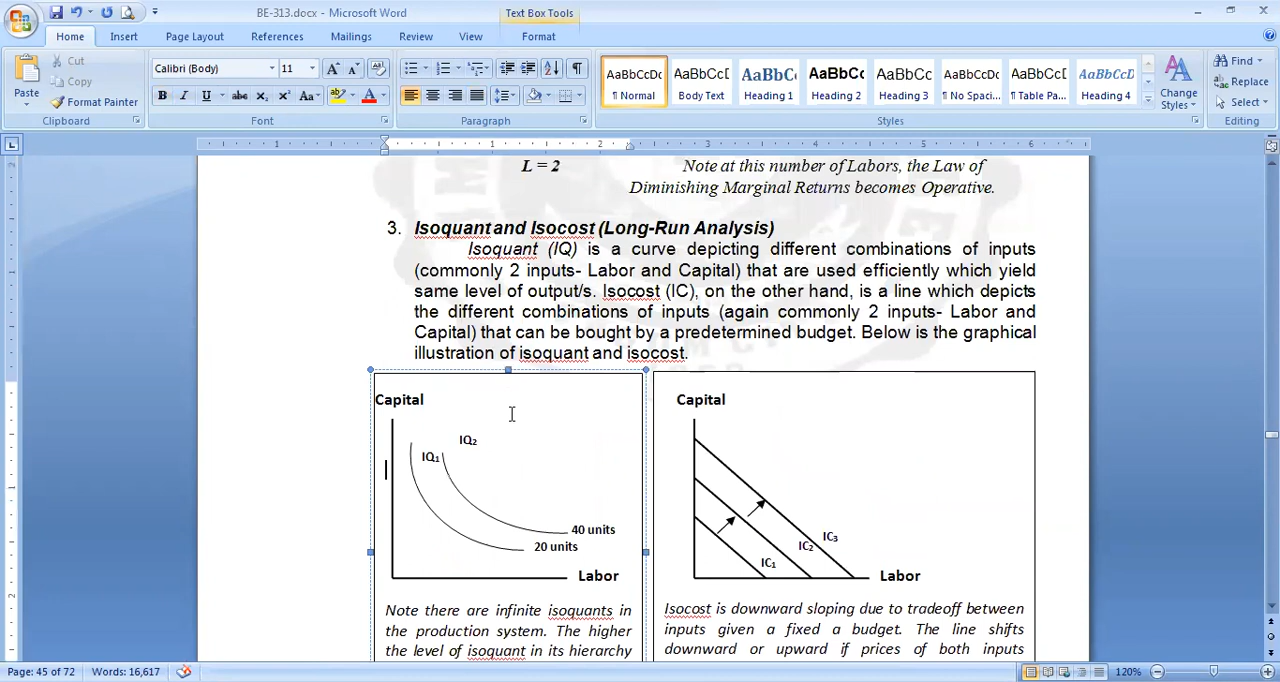 BE-313.docx - Microsoft Word
Text Box Tools
Home
Insert
Page Layout
References
Mailings
Review
View
Format
Paste
Cut
Copy
Format Painter
Clipboard
Calibri (Body)
11
Font
Paragraph
AaBbCcDc
¶ Normal
AaBbCcD
Body Text
AaBbC
Heading 1
AaBbCc
Heading 2
AaBbCc
Heading 3
AaBbCcDc
¶ No Spaci...
AaBbCcD
¶ Table Pa...
AaBbCcD
Heading 4
Change
Styles
Styles
Find
Replace
Select
Editing
L = 2
Note at this number of Labors, the Law of
Diminishing Marginal Returns becomes Operative.
3. Isoquant and Isocost (Long-Run Analysis)
Isoquant (IQ) is a curve depicting different combinations of inputs
(commonly 2 inputs- Labor and Capital) that are used efficiently which yield
same level of output/s. Isocost (IC), on the other hand, is a line which depicts
the different combinations of inputs (again commonly 2 inputs- Labor and
Capital) that can be bought by a predetermined budget. Below is the graphical
illustration of isoquant and isocost.
Capital
IQ2
IQ1
40 units
20 units
Labor
Note there are infinite isoquants in
the production system. The higher
the level of isoquant in its hierarchy
Capital
IC3
IC2
IC1
Labor
Isocost is downward sloping due to tradeoff between
inputs given a fixed a budget. The line shifts
downward or upward if prices of both inputs
Page: 45 of 72
Words: 16,617
120%